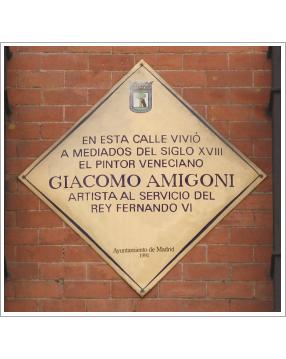 EN ESTA CALLE VIVIÓ
A MEDIADOS DEL SIGLO XVIII
EL PINTOR VENECIANO
GIACOMO AMIGONI
ARTISTA AL SERVICIO DEL
REY FERNANDO VI
Ayuntamiento de Madrid